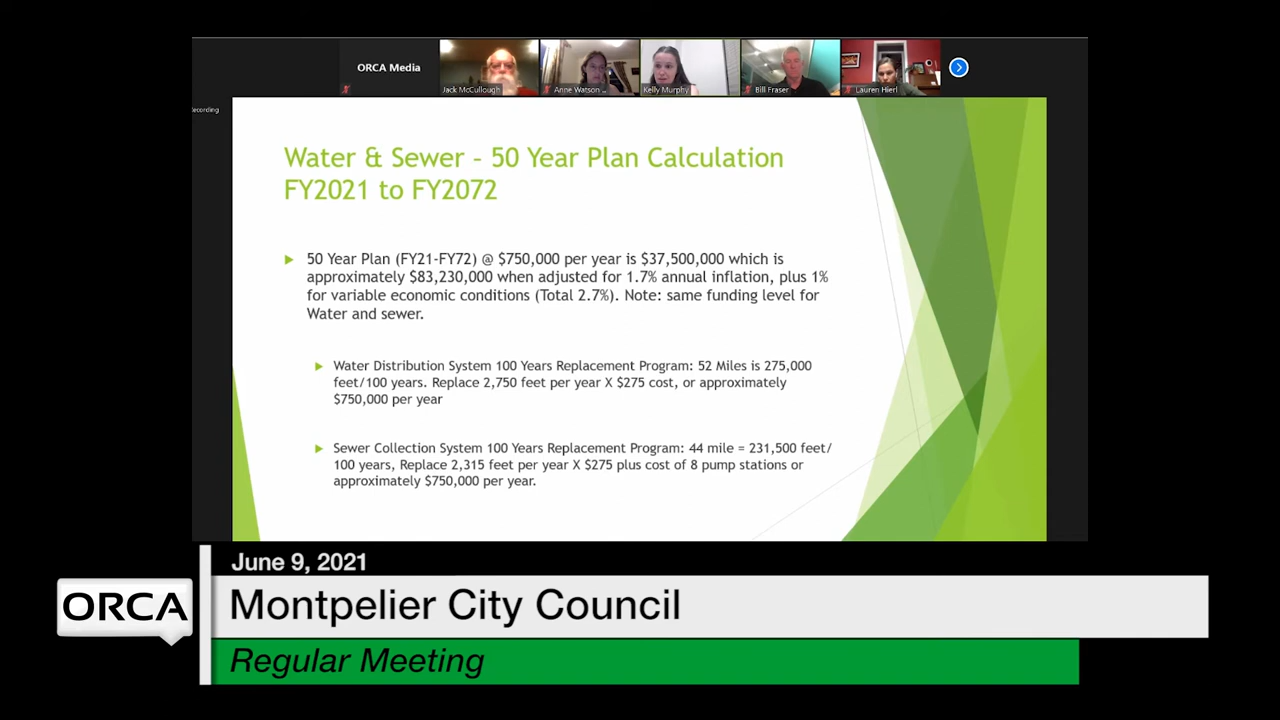 ORCA Media
Jack McCullough
Anne Watson ..
Kelly Murphy
Bill Fraser
Lauren Hierl
ecording
Water & Sewer – 50 Year Plan Calculation
FY2021 to FY2072
50 Year Plan (FY21-FY72) @ $750,000 per year is $37,500,000 which is
approximately $83,230,000 when adjusted for 1.7% annual inflation, plus 1%
for variable economic conditions (Total 2.7%). Note: same funding level for
Water and sewer.
Water Distribution System 100 Years Replacement Program: 52 Miles is 275,000
feet/100 years. Replace 2,750 feet per year X $275 cost, or approximately
$750,000 per year
Sewer Collection System 100 Years Replacement Program: 44 mile = 231,500 feet/
100 years, Replace 2,315 feet per year X $275 plus cost of 8 pump stations or
approximately $750,000 per year.
June 9, 2021
ORCA
Montpelier City Council
Regular Meeting